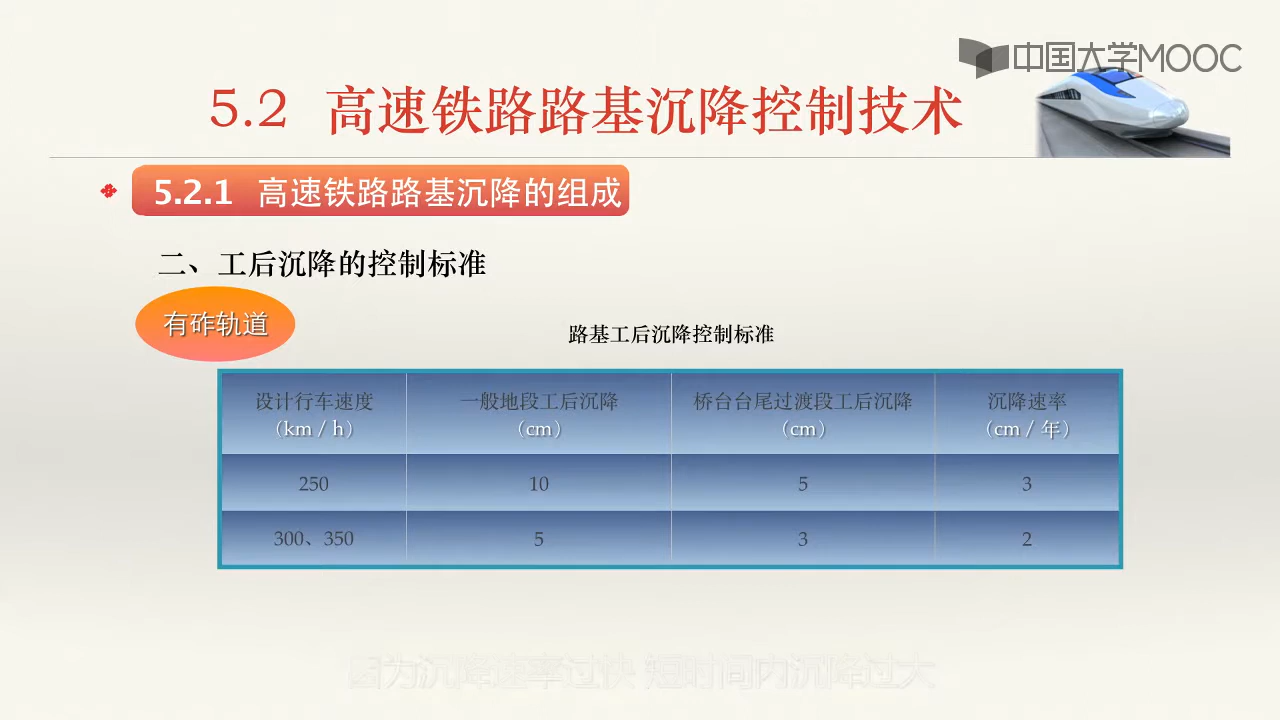 中国大学MOOC
5.2 高速铁路路基沉降控制技术
5.2.1 高速铁路路基沉降的组成
二、工后沉降的控制标准
有砟轨道
路基工后沉降控制标准
设计行车速度 一般地段工后沉降 桥台台尾过渡段工后沉降 沉降速率
（km / h） （cm） （cm） （cm / 年）
250 10 5 3
300、350 5 3 2
因为沉降速率过快 短时间内沉降过大